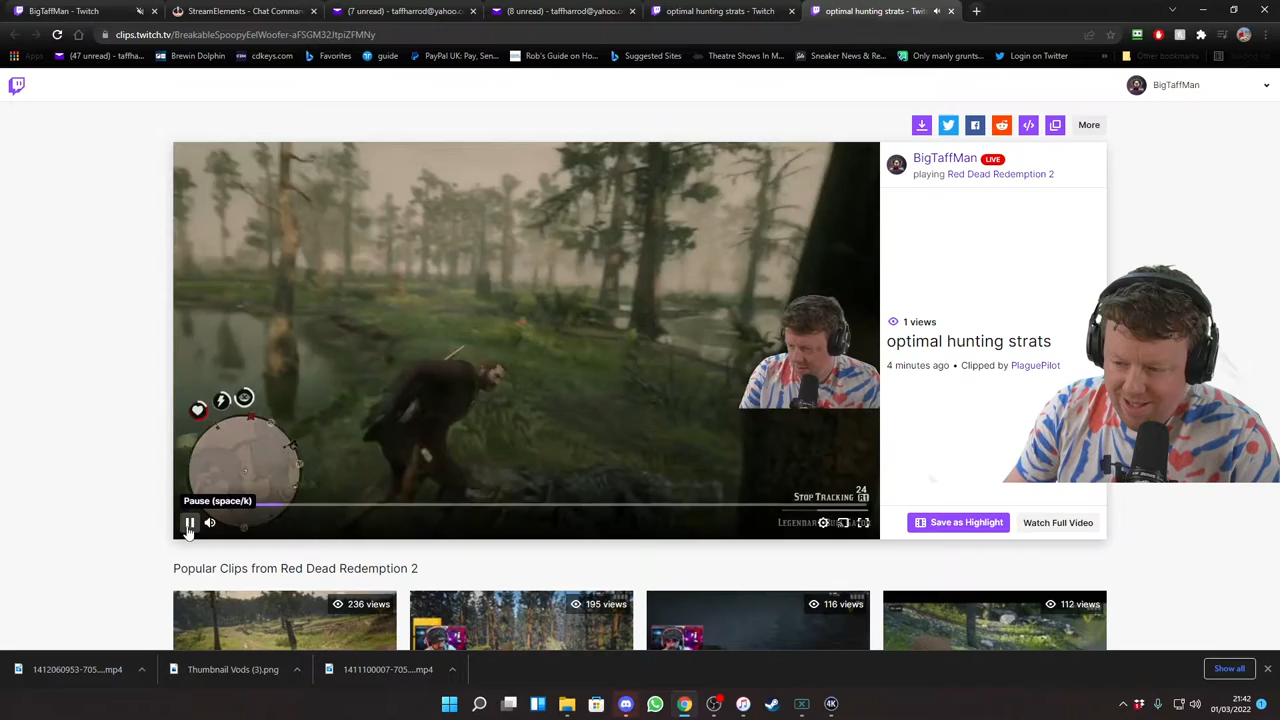 BigTaffMan - Twitch
StreamElements - Chat Comman
(7 unread) - taffharrod@yahoo.c
(8 unread) - taffharrod@yahoo.c
optimal hunting strats - Twitch
optimal hunting strats - Twitch
clips.twitch.tv/BreakableSpoopyEelWoofer-aFSGM32JtpiZFMNy
Apps
(47 unread) - taffha...
Brewin Dolphin
cdkeys.com
Favorites
guide
PayPal UK: Pay, Sen...
Rob's Guide on Ho...
Suggested Sites
Theatre Shows In M...
Sneaker News & Re...
Only manly grunts...
Login on Twitter
Other bookmarks
BigTaffMan
More
BigTaffMan LIVE
playing Red Dead Redemption 2
1 views
optimal hunting strats
4 minutes ago • Clipped by PlaguePilot
24
STOP TRACKING R1
Pause (space/k)
Save as Highlight
Watch Full Video
Popular Clips from Red Dead Redemption 2
236 views
195 views
116 views
112 views
1412060953-705....mp4
Thumbnail Vods (3).png
1411100007-705....mp4
Show all
21:42
01/03/2022